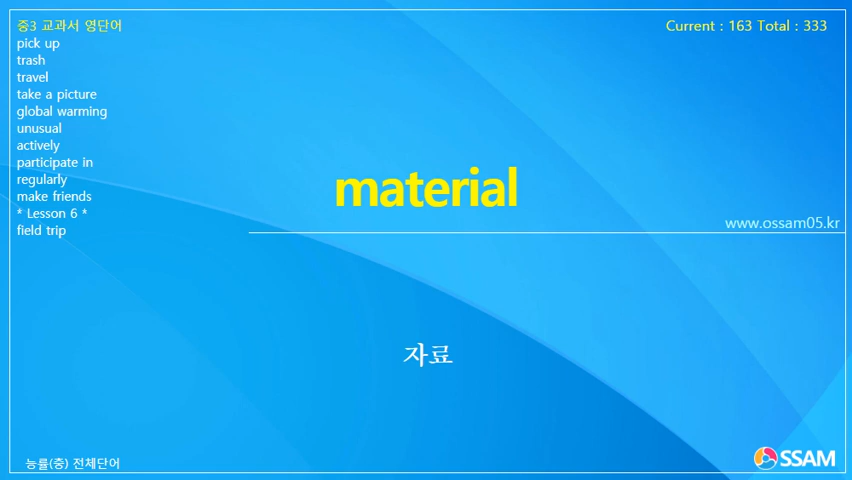 중3 교과서 영단어
Current : 163 Total : 333
pick up
trash
travel
take a picture
global warming
unusual
actively
participate in
regularly
make friends
* Lesson 6 *
field trip
material
www.ossam05.kr
자료
능률(중) 전체단어
OSSAM